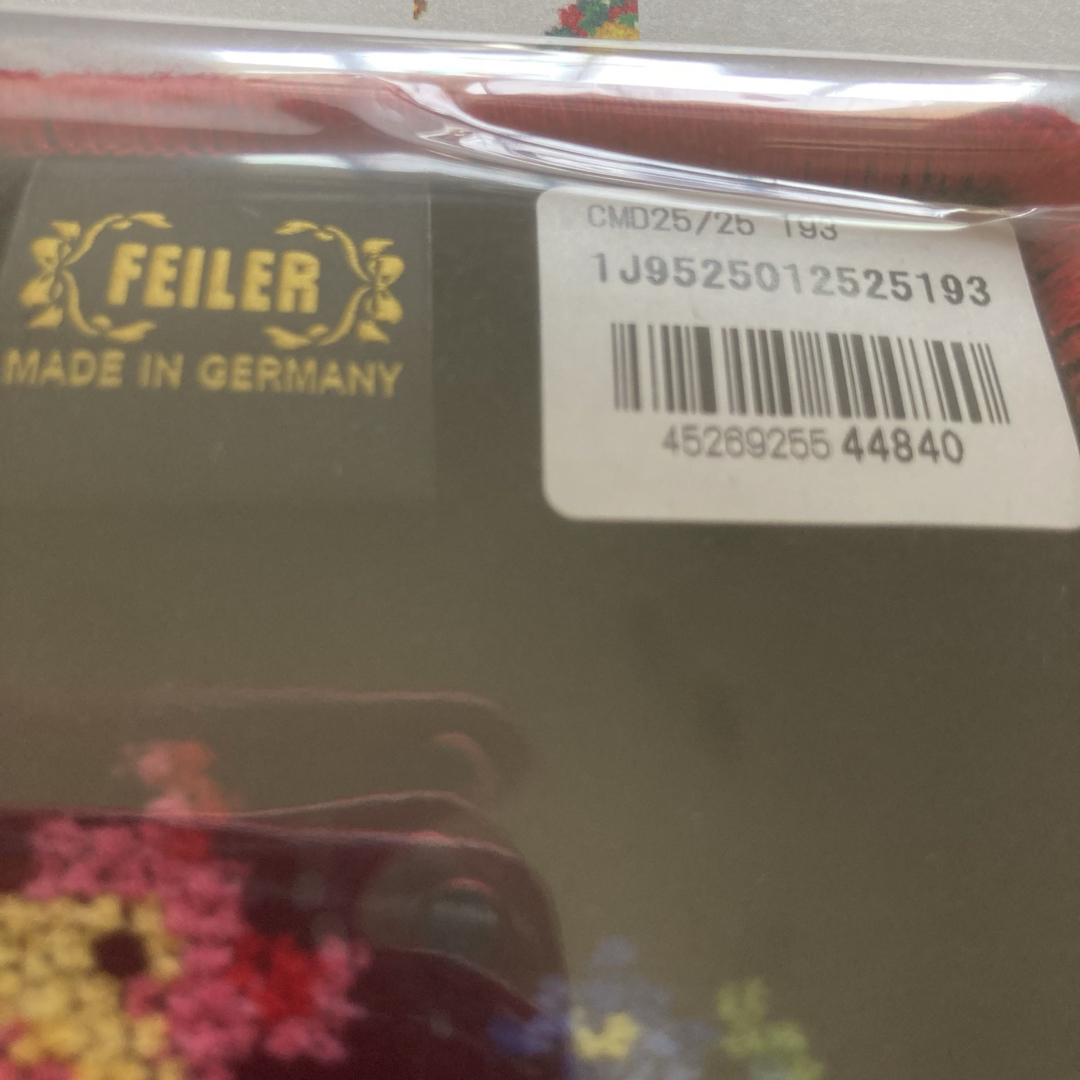 FEILER
MADE IN GERMANY
CMD25/25 193
1J9525012525193
4526925544840